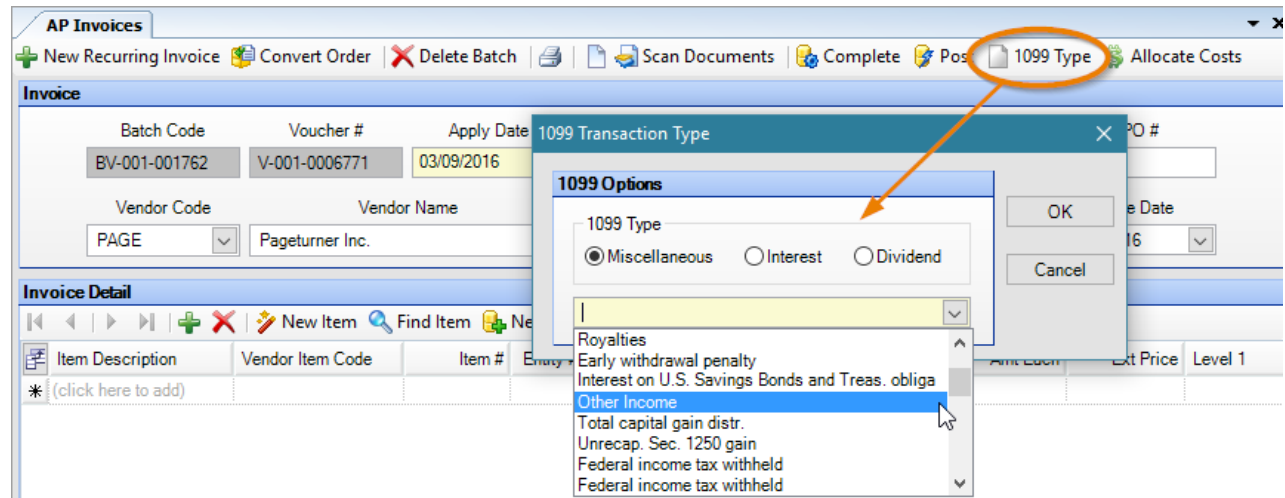 AP Invoices
New Recurring Invoice Convert Order Delete Batch Scan Documents Complete Pos 1099 Type Allocate Costs
Invoice
Batch Code Voucher # Apply Date PO #
BV-001-001762 V-001-0006771 03/09/2016
Vendor Code Vendor Name e Date
PAGE Pageturner Inc. 16
1099 Transaction Type
1099 Options
1099 Type
Miscellaneous Interest Dividend
OK
Cancel
Royalties
Early withdrawal penalty
Interest on U.S. Savings Bonds and Treas. obliga
Other Income
Total capital gain distr.
Unrecap. Sec. 1250 gain
Federal income tax withheld
Federal income tax withheld
Invoice Detail
New Item Find Item Ne
Item Description Vendor Item Code Item # Entity Amt Each Ext Price Level 1
(click here to add)